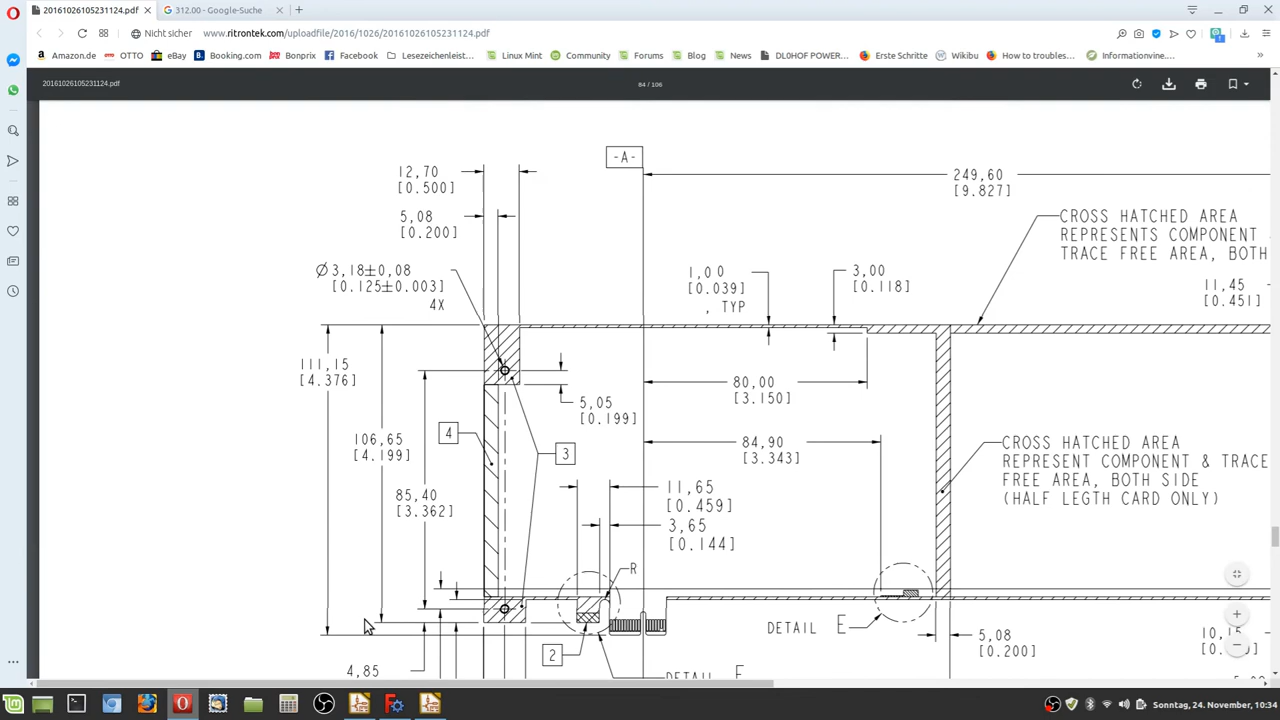 20161026105231124.pdf
312.00 - Google-Suche
Nicht sicher
www.ritrontek.com/uploadfile/2016/1026/20161026105231124.pdf
Amazon.de
OTTO
eBay
Booking.com
Bonprix
Facebook
Lesezeichenleist...
Linux Mint
Community
Forums
Blog
News
DL0HOF POWER...
Erste Schritte
Wikibu
How to troubles...
Informationvine....
20161026105231124.pdf
84 / 106
-A-
12,70
[0.500]
249,60
[9.827]
5,08
[0.200]
CROSS HATCHED AREA
REPRESENTS COMPONENT
TRACE FREE AREA, BOTH
Ø3,18±0,08
[0.125±0.003]
4X
1,00
[0.039]
, TYP
3,00
[0.118]
11,45
[0.451]
111,15
[4.376]
80,00
[3.150]
5,05
[0.199]
106,65
[4.199]
4
3
84,90
[3.343]
CROSS HATCHED AREA
REPRESENT COMPONENT & TRACE
FREE AREA, BOTH SIDE
(HALF LEGTH CARD ONLY)
85,40
[3.362]
11,65
[0.459]
3,65
[0.144]
R
DETAIL E
5,08
[0.200]
10,15
2
4,85
DETAIL F
Sonntag, 24. November, 10:34